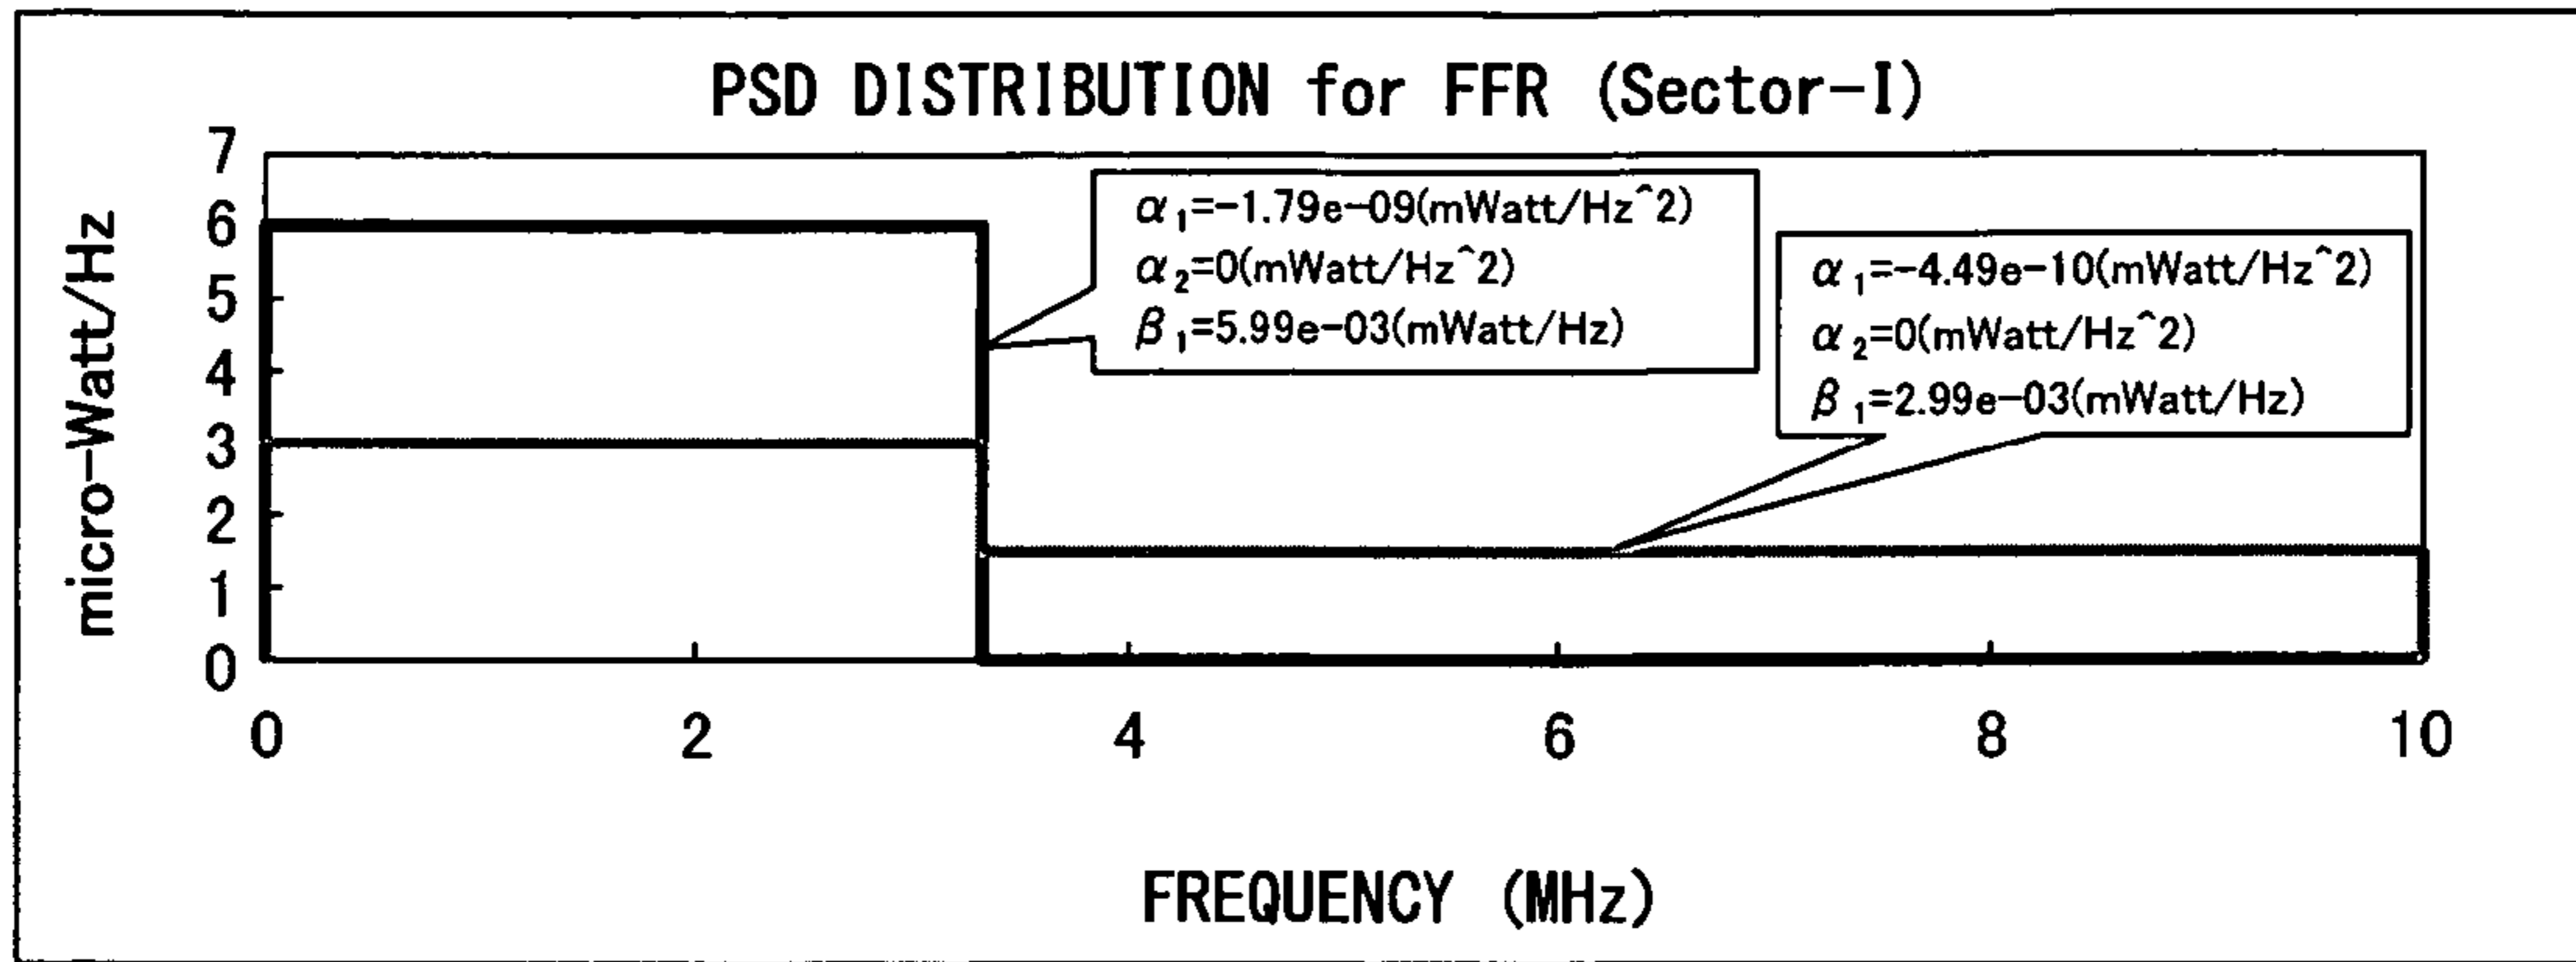 PSD DISTRIBUTION for FFR (Sector-I)
micro-Watt/Hz
7
6
5
4
3
2
1
0
α₁=-1.79e-09(mWatt/Hz^2)
α₂=0(mWatt/Hz^2)
β₁=5.99e-03(mWatt/Hz)
α₁=-4.49e-10(mWatt/Hz^2)
α₂=0(mWatt/Hz^2)
β₁=2.99e-03(mWatt/Hz)
0 2 4 6 8 10
FREQUENCY (MHz)